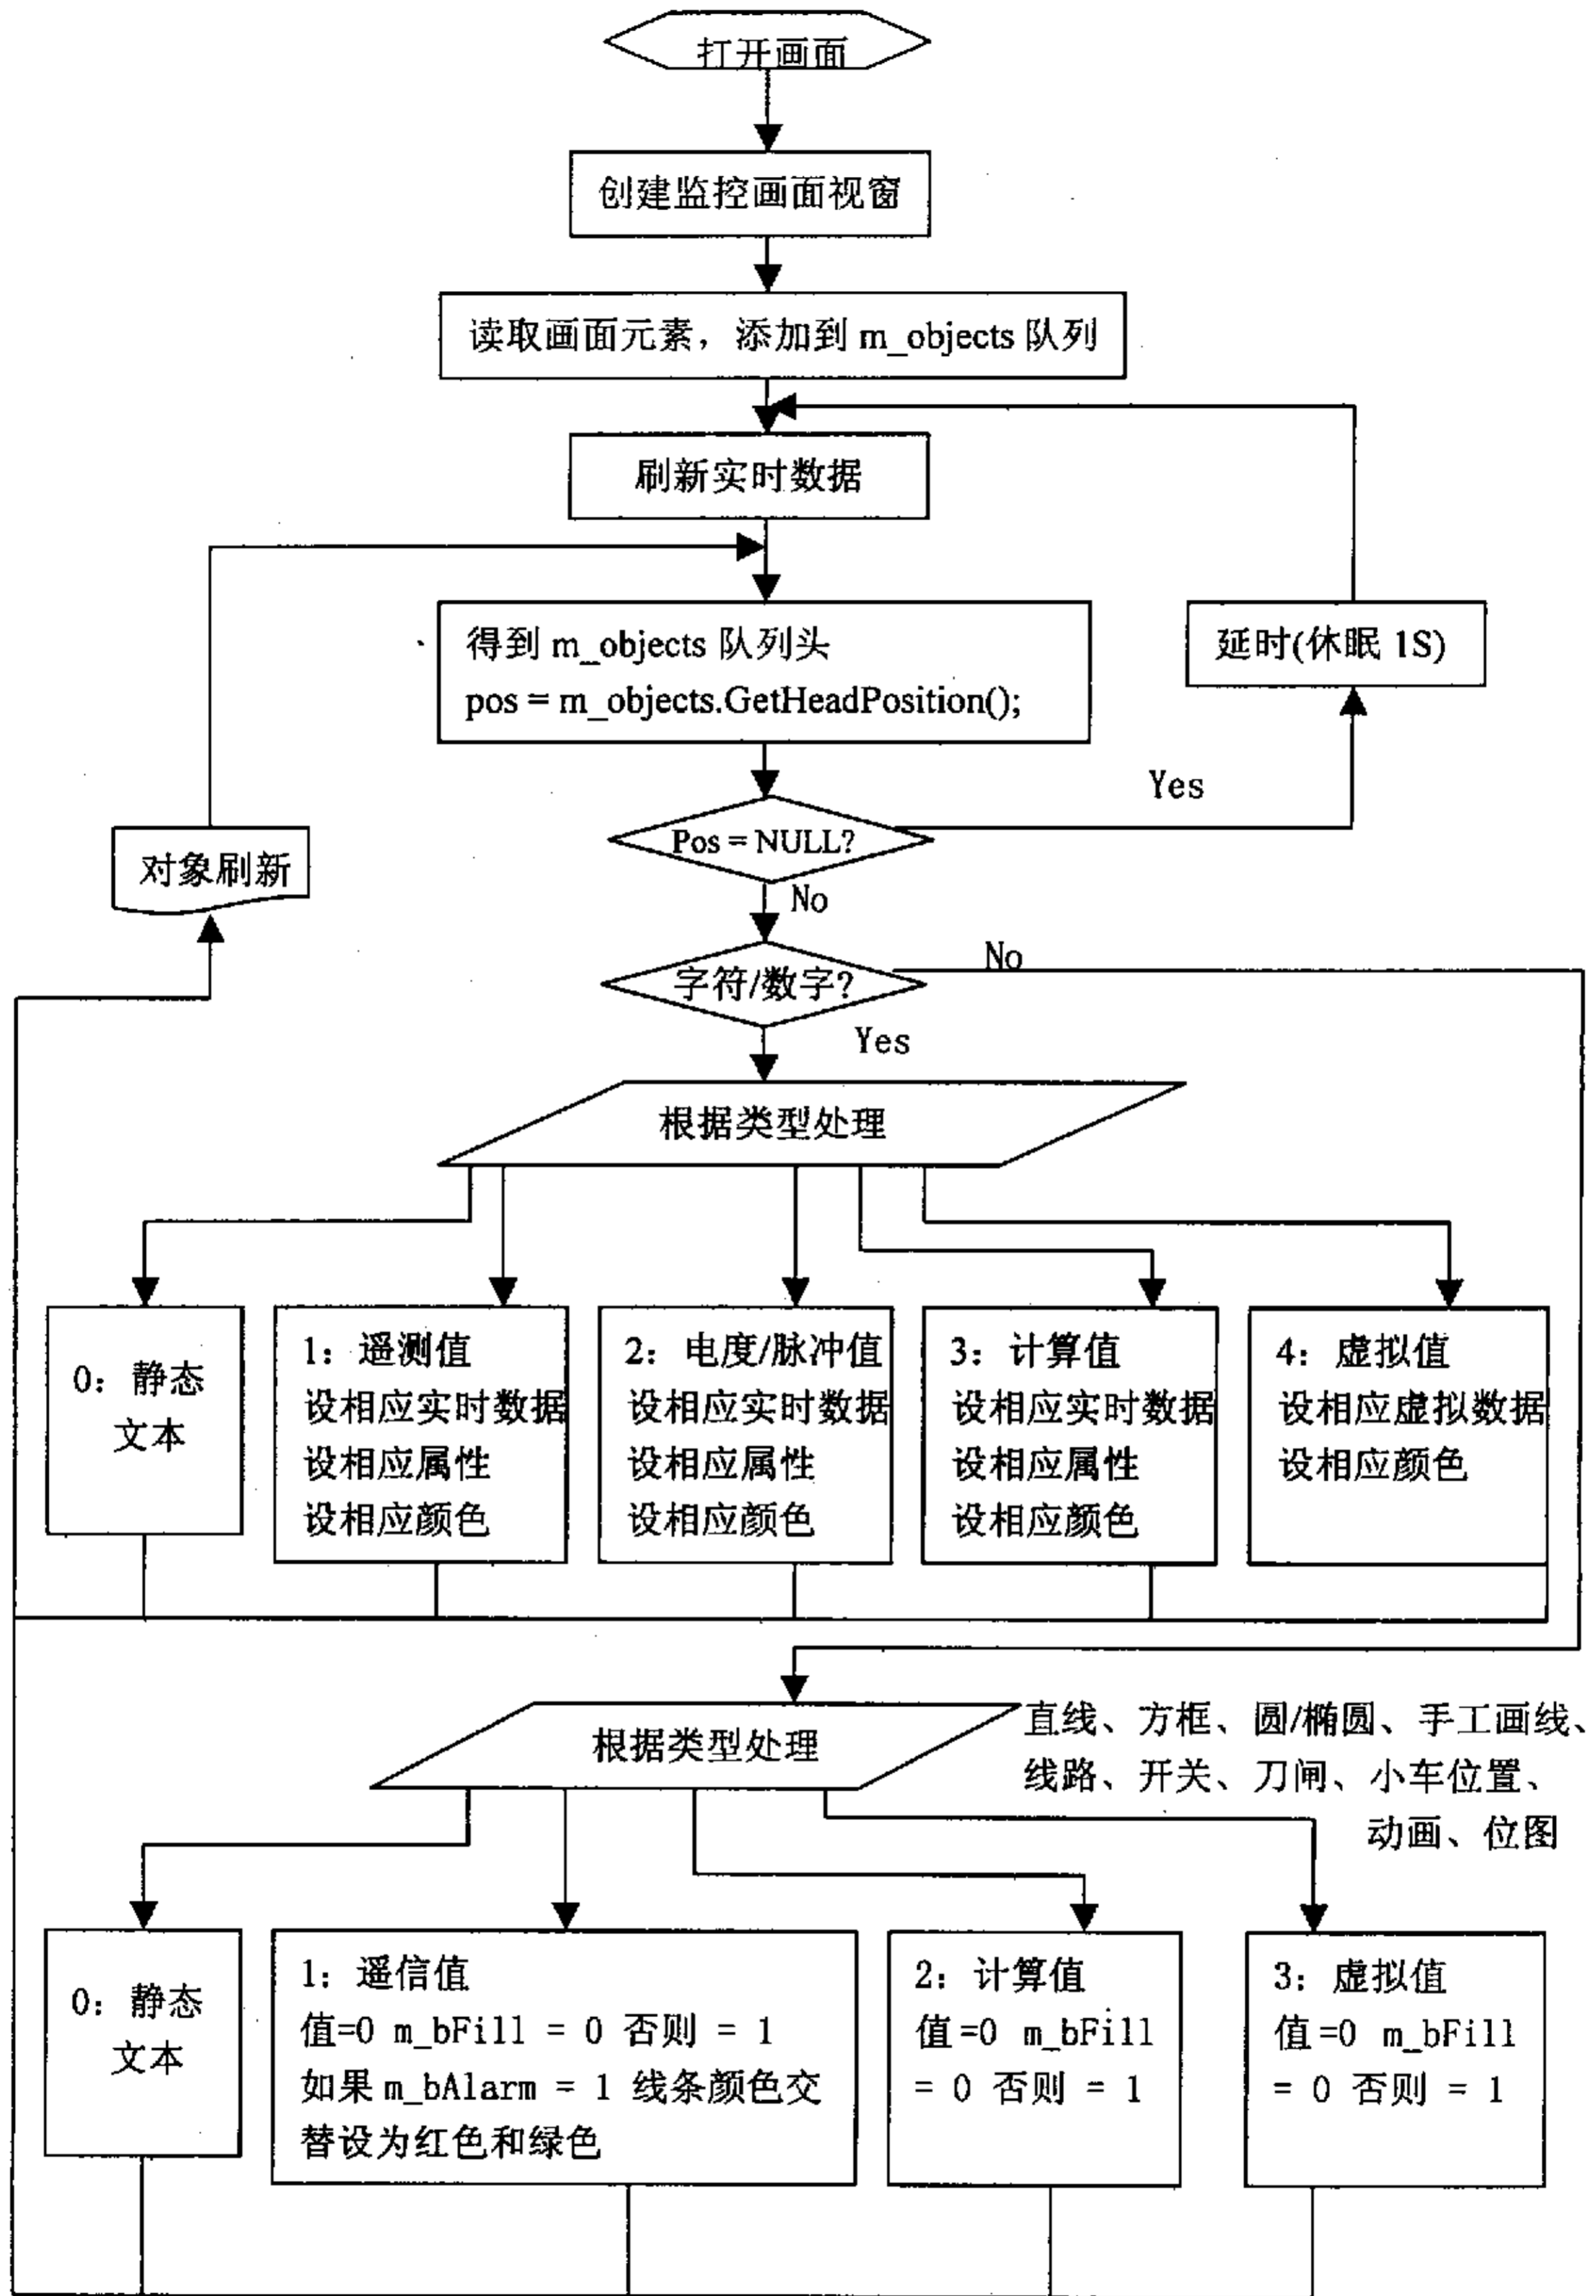 打开画面
创建监控画面视窗
读取画面元素，添加到 m_objects 队列
刷新实时数据
得到 m_objects 队列头
pos = m_objects.GetHeadPosition();
延时(休眠 1S)
Yes
Pos = NULL?
对象刷新
No
No
字符/数字?
Yes
根据类型处理
0：静态
文本
1：遥测值
设相应实时数据
设相应属性
设相应颜色
2：电度/脉冲值
设相应实时数据
设相应属性
设相应颜色
3：计算值
设相应实时数据
设相应属性
设相应颜色
4：虚拟值
设相应虚拟数据
设相应颜色
根据类型处理
直线、方框、圆/椭圆、手工画线、
线路、开关、刀闸、小车位置、
动画、位图
0：静态
文本
1：遥信值
值=0 m_bFill = 0 否则 = 1
如果 m_bAlarm = 1 线条颜色交
替设为红色和绿色
2：计算值
值=0 m_bFill
= 0 否则 = 1
3：虚拟值
值=0 m_bFill
= 0 否则 = 1